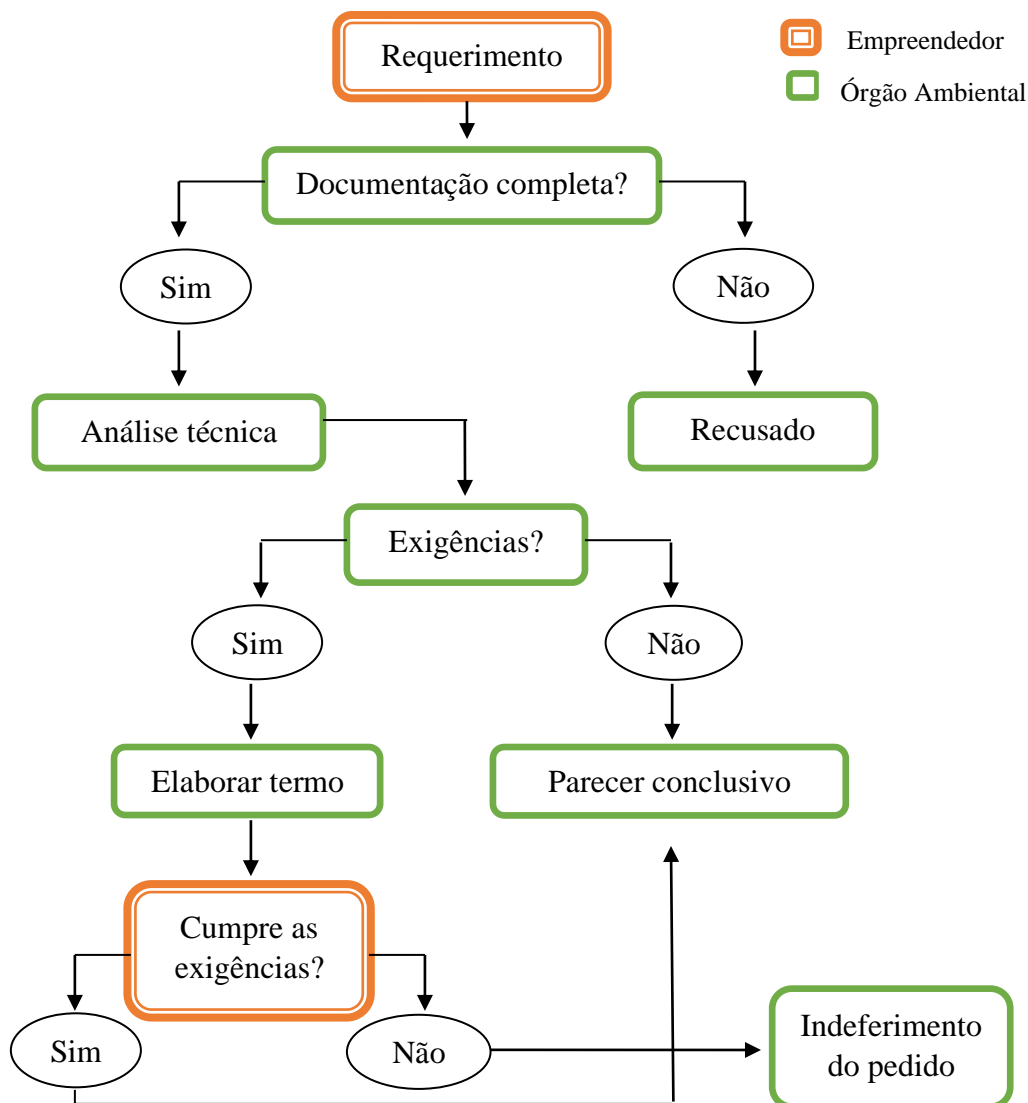 Requerimento
Empreendedor
Órgão Ambiental
Documentação completa?
Sim
Não
Análise técnica
Recusado
Exigências?
Sim
Não
Elaborar termo
Parecer conclusivo
Cumpre as
exigências?
Sim
Não
Indeferimento
do pedido